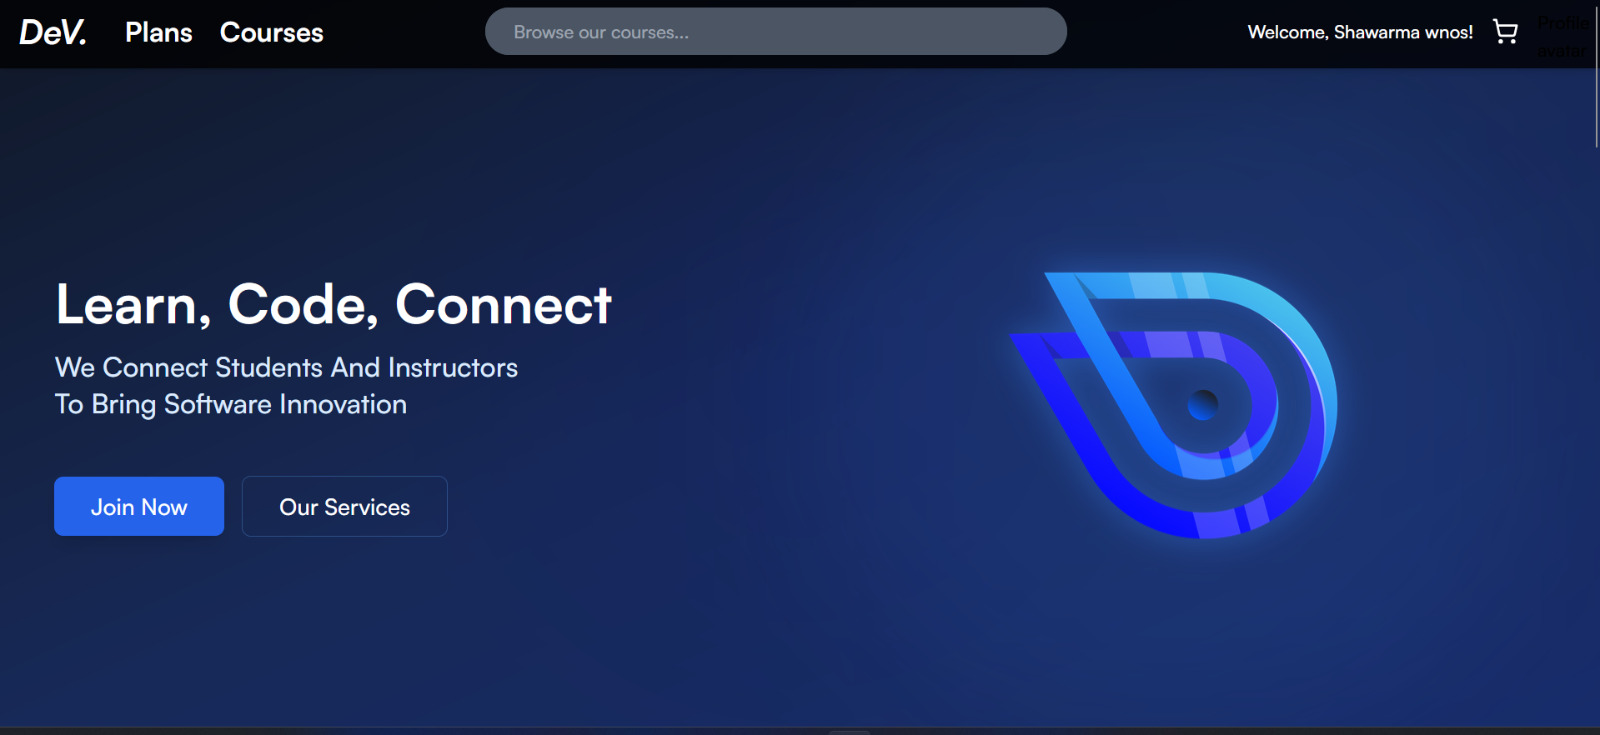 DeV.
Plans
Courses
Browse our courses...
Welcome, Shawarma wnos!
Profile
avatar
Learn, Code, Connect
We Connect Students And Instructors
To Bring Software Innovation
Join Now
Our Services